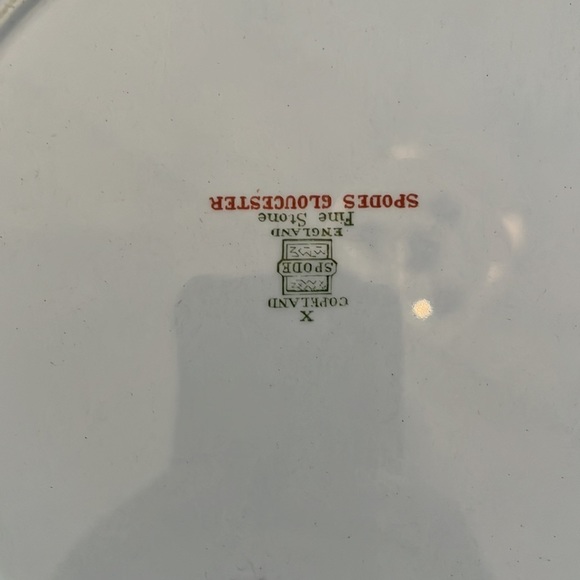 X
COPELAND
SPODE
ENGLAND
Fine Stone
SPODES GLOUCESTER